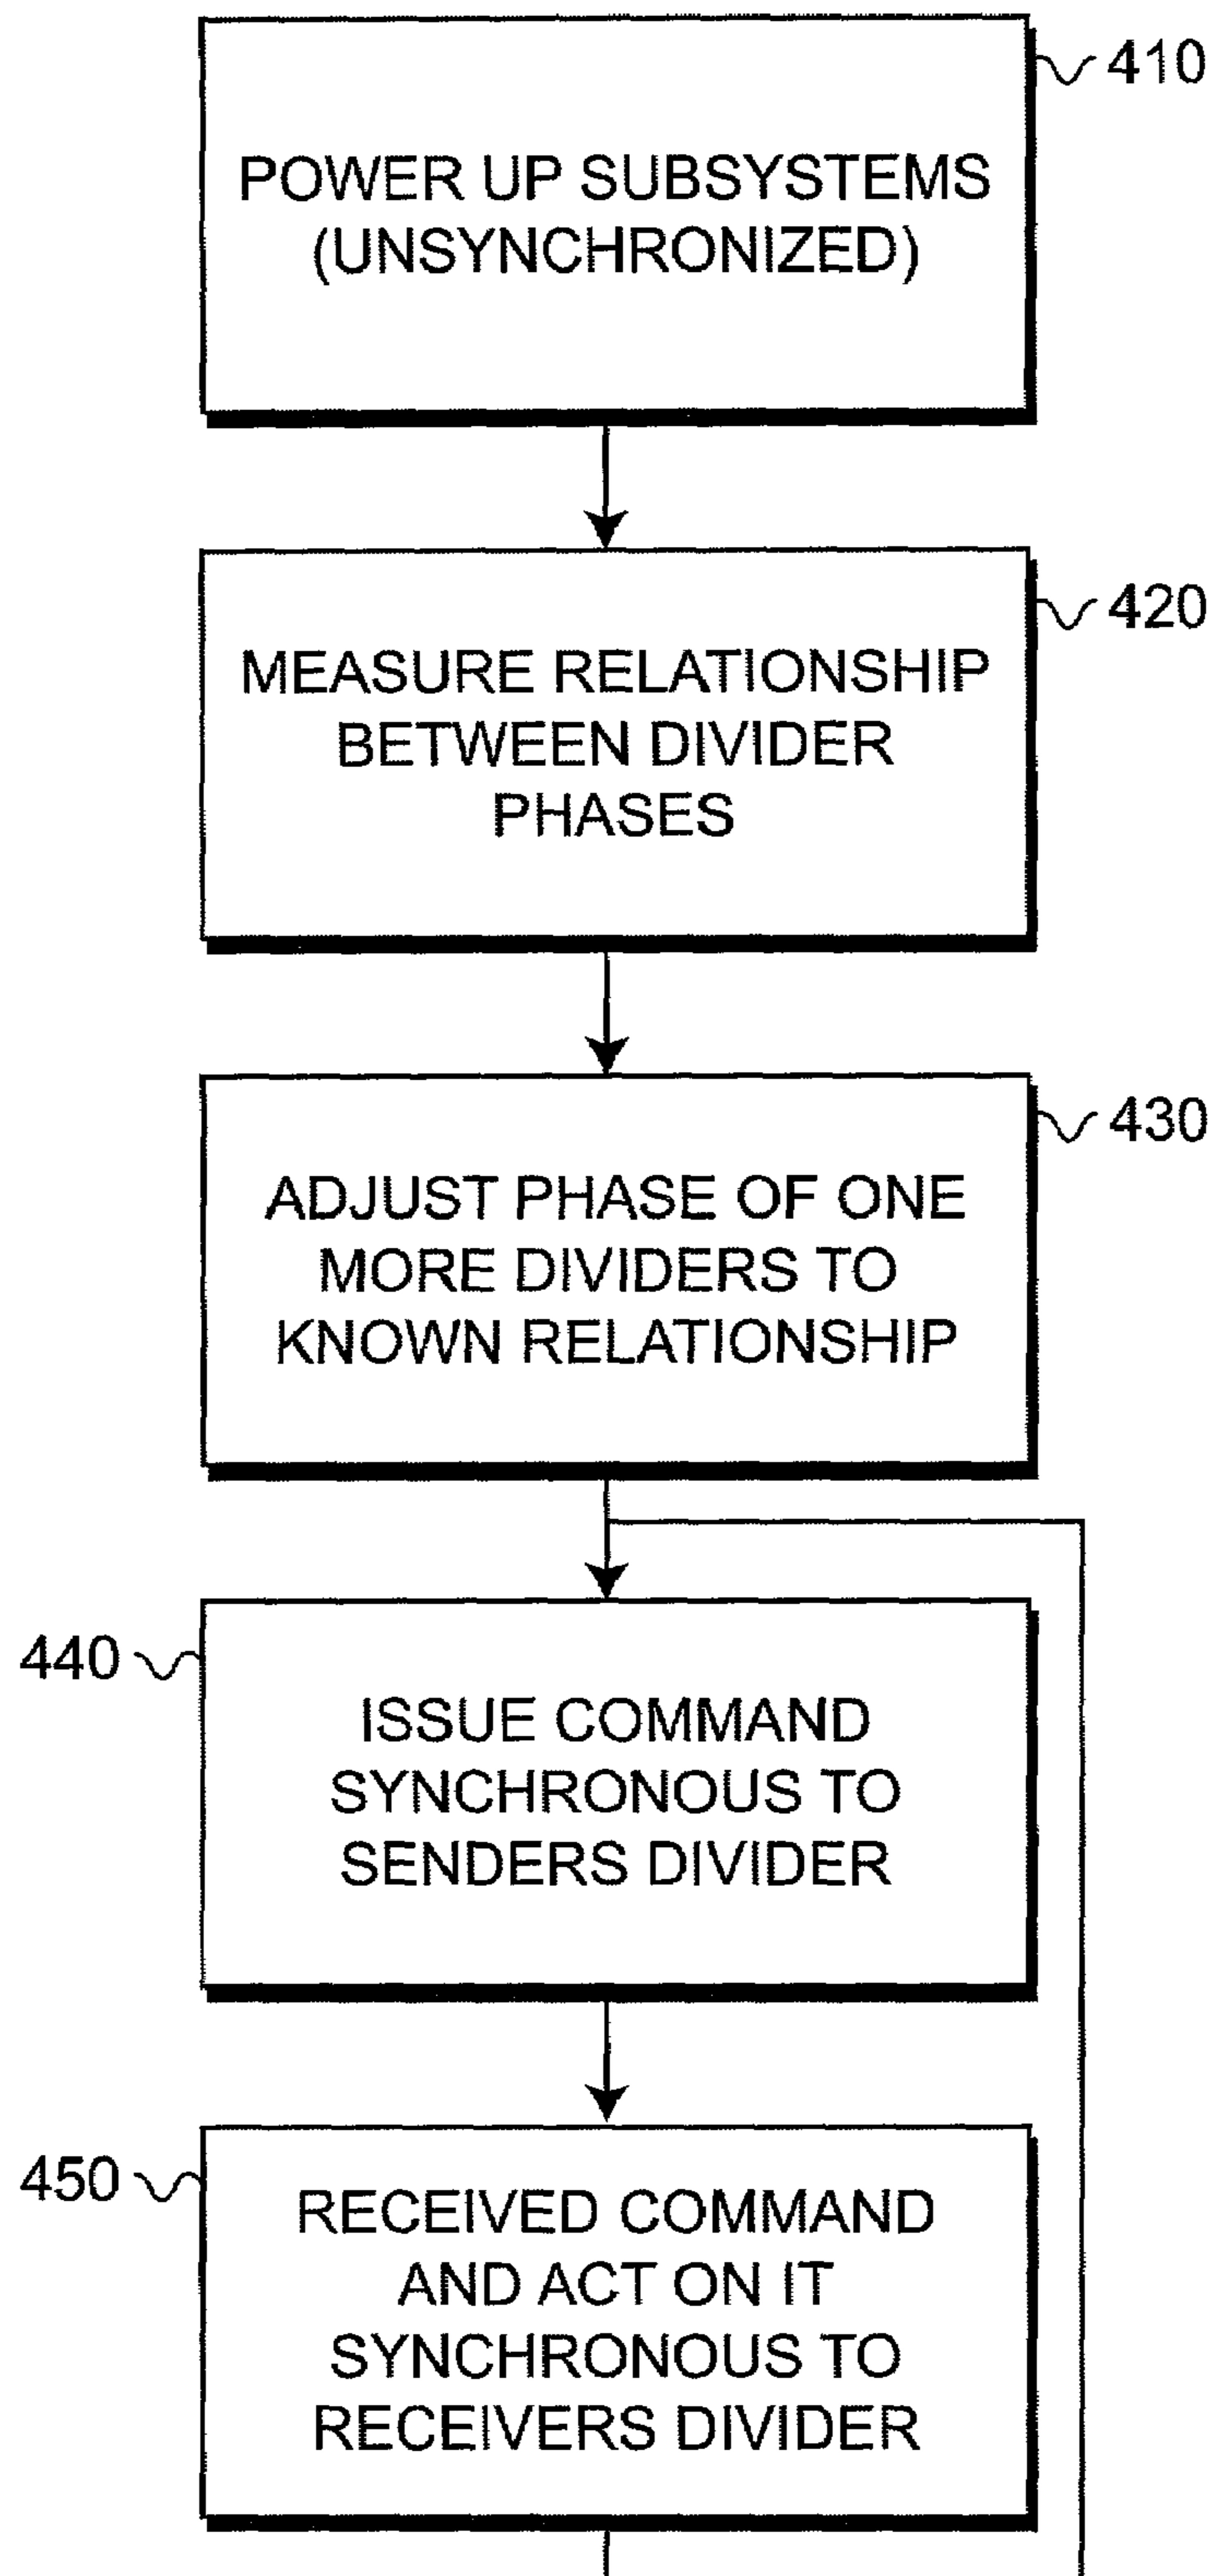 410
POWER UP SUBSYSTEMS
(UNSYNCHRONIZED)
420
MEASURE RELATIONSHIP
BETWEEN DIVIDER
PHASES
430
ADJUST PHASE OF ONE
MORE DIVIDERS TO
KNOWN RELATIONSHIP
440
ISSUE COMMAND
SYNCHRONOUS TO
SENDERS DIVIDER
450
RECEIVED COMMAND
AND ACT ON IT
SYNCHRONOUS TO
RECEIVERS DIVIDER